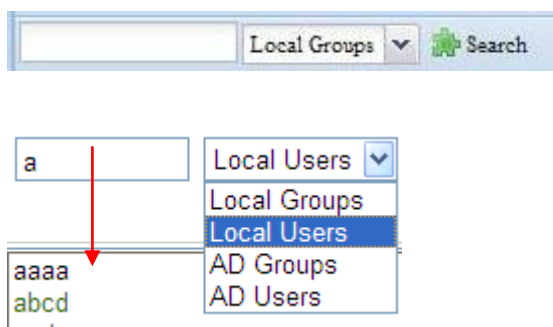 Local Groups Search
a Local Users
Local Groups
Local Users
aaaa AD Groups
abcd AD Users